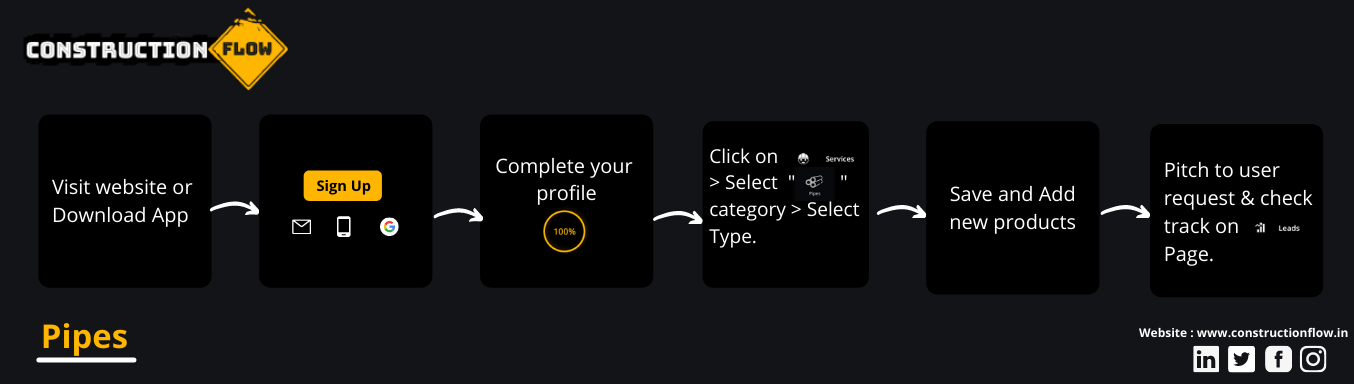 CONSTRUCTION FLOW
Visit website or
Download App
Sign Up
Complete your
profile
100%
Click on Services
> Select " Pipes "
category > Select
Type.
Save and Add
new products
Pitch to user
request & check
track on Leads
Page.
Pipes
Website : www.constructionflow.in